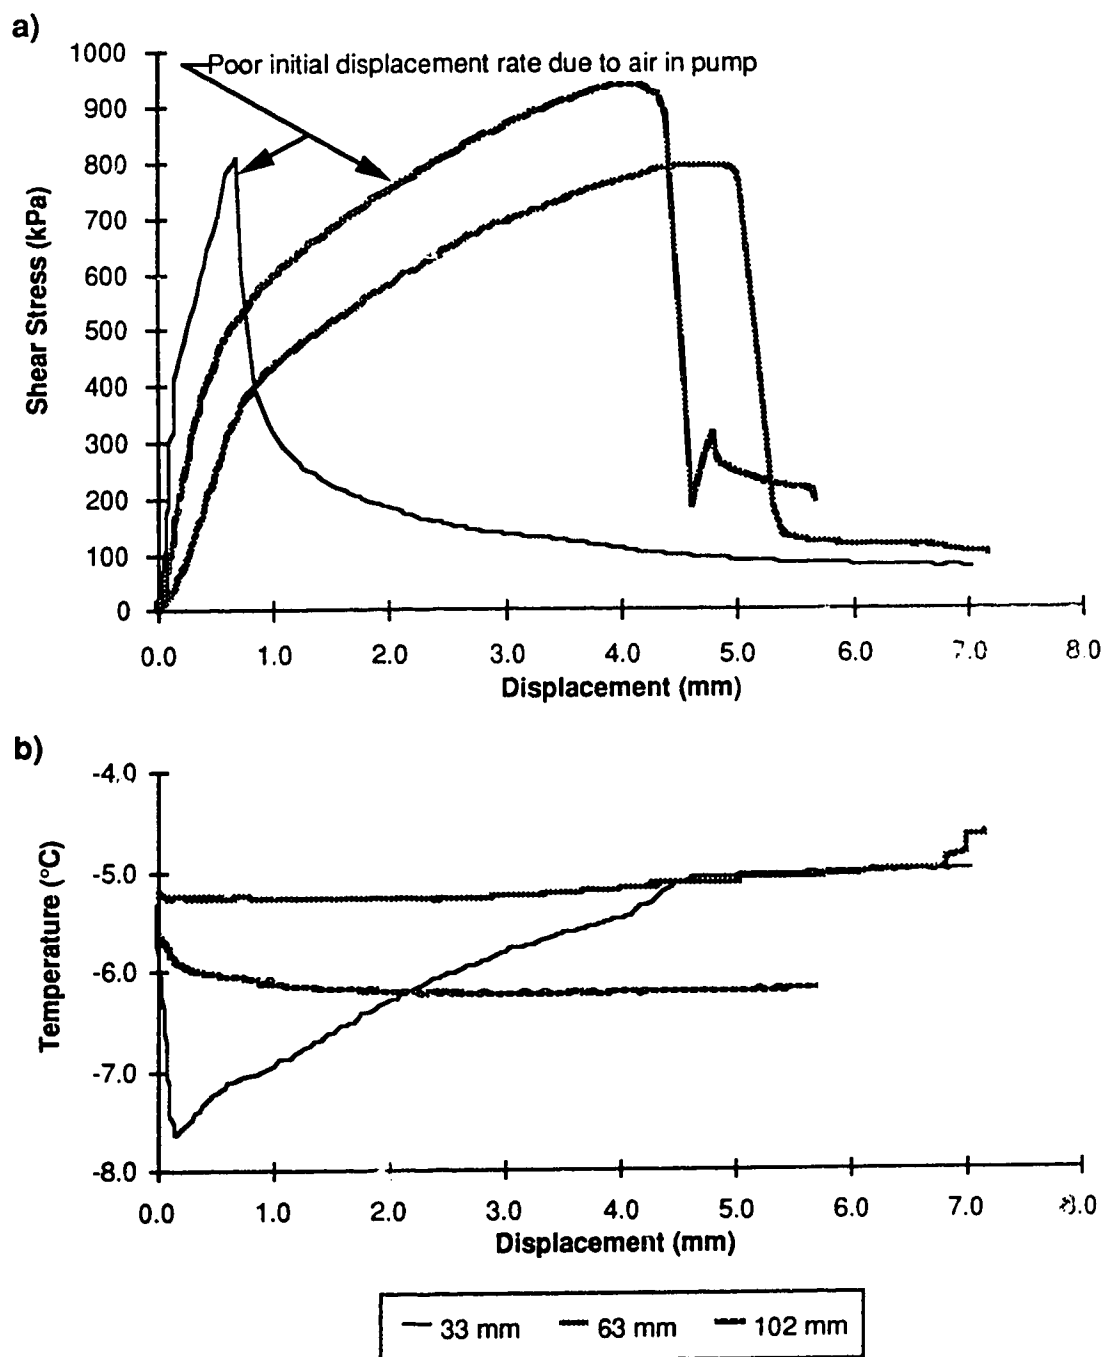 a)
Poor initial displacement rate due to air in pump
1000
900
800
700
600
500
400
300
200
100
0
Shear Stress (kPa)
0.0 1.0 2.0 3.0 4.0 5.0 6.0 7.0 8.0
Displacement (mm)
b)
-4.0
-5.0
-6.0
-7.0
-8.0
Temperature (°C)
0.0 1.0 2.0 3.0 4.0 5.0 6.0 7.0 8.0
Displacement (mm)
33 mm 63 mm 102 mm